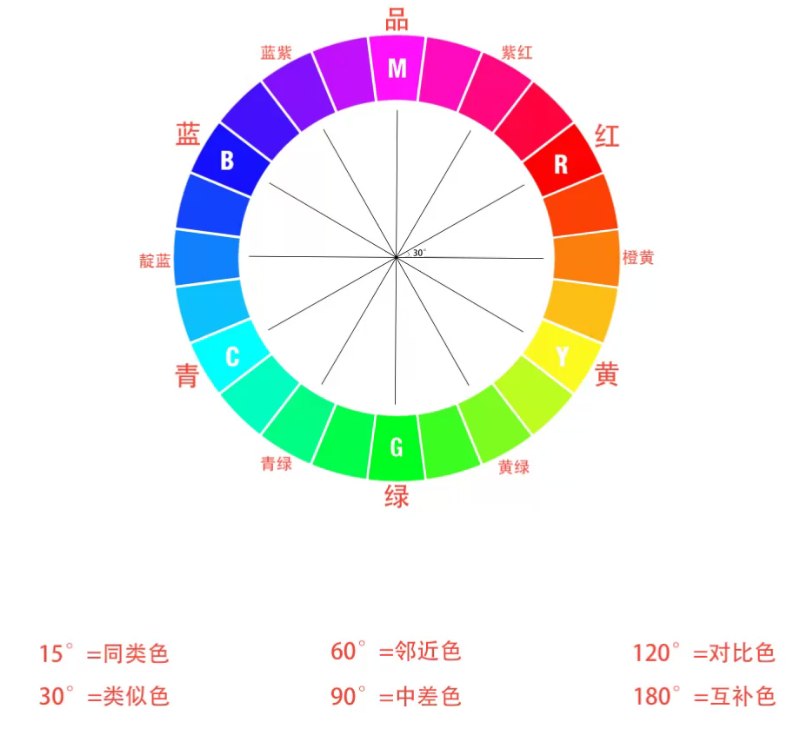 品
蓝紫
紫红
M
蓝
红
B
R
靛蓝
30°
橙黄
C
Y
青
黄
G
青绿
黄绿
绿
15° =同类色
60° =邻近色
120° =对比色
30° =类似色
90° =中差色
180° =互补色